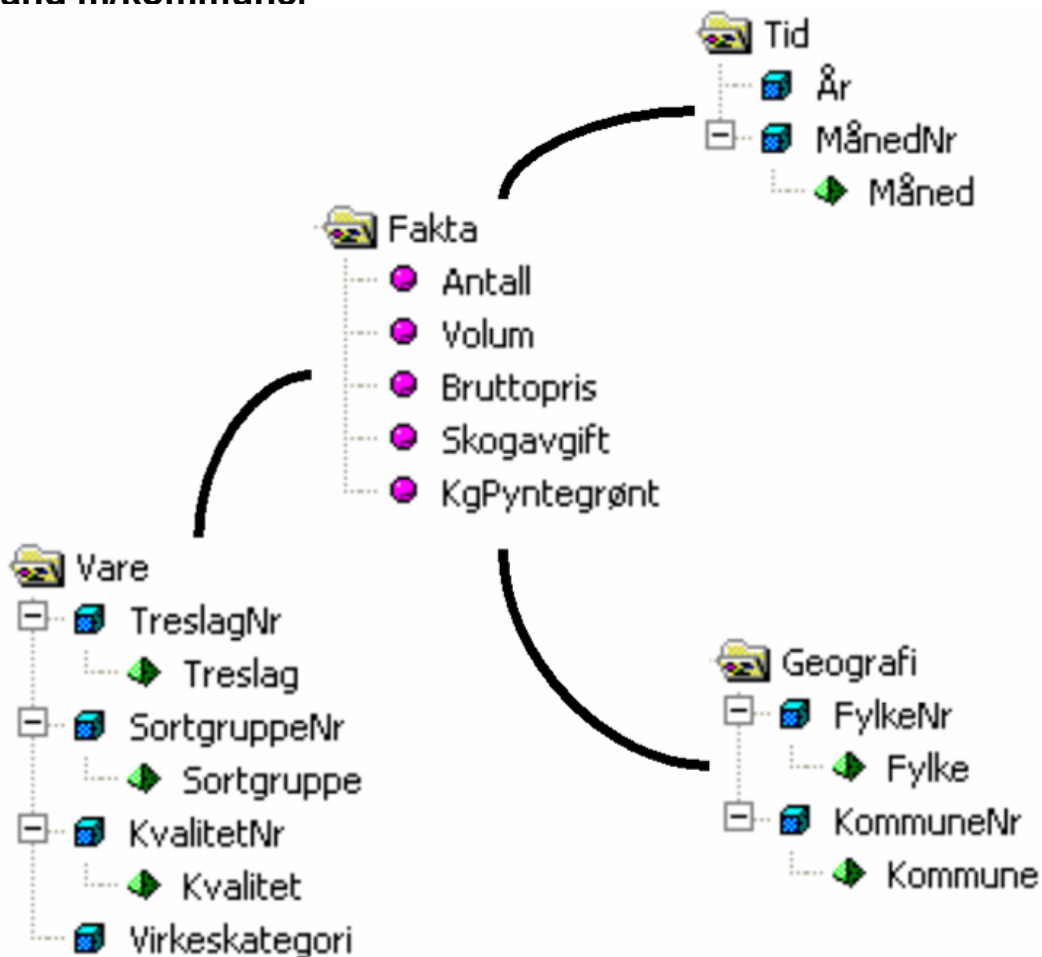 Tid
År
MånedNr
Måned
Fakta
Antall
Volum
Bruttopris
Skogavgift
KgPyntegrønt
Vare
TreslagNr
Treslag
SortgruppeNr
Sortgruppe
KvalitetNr
Kvalitet
Virkeskategori
Geografi
FylkeNr
Fylke
KommuneNr
Kommune